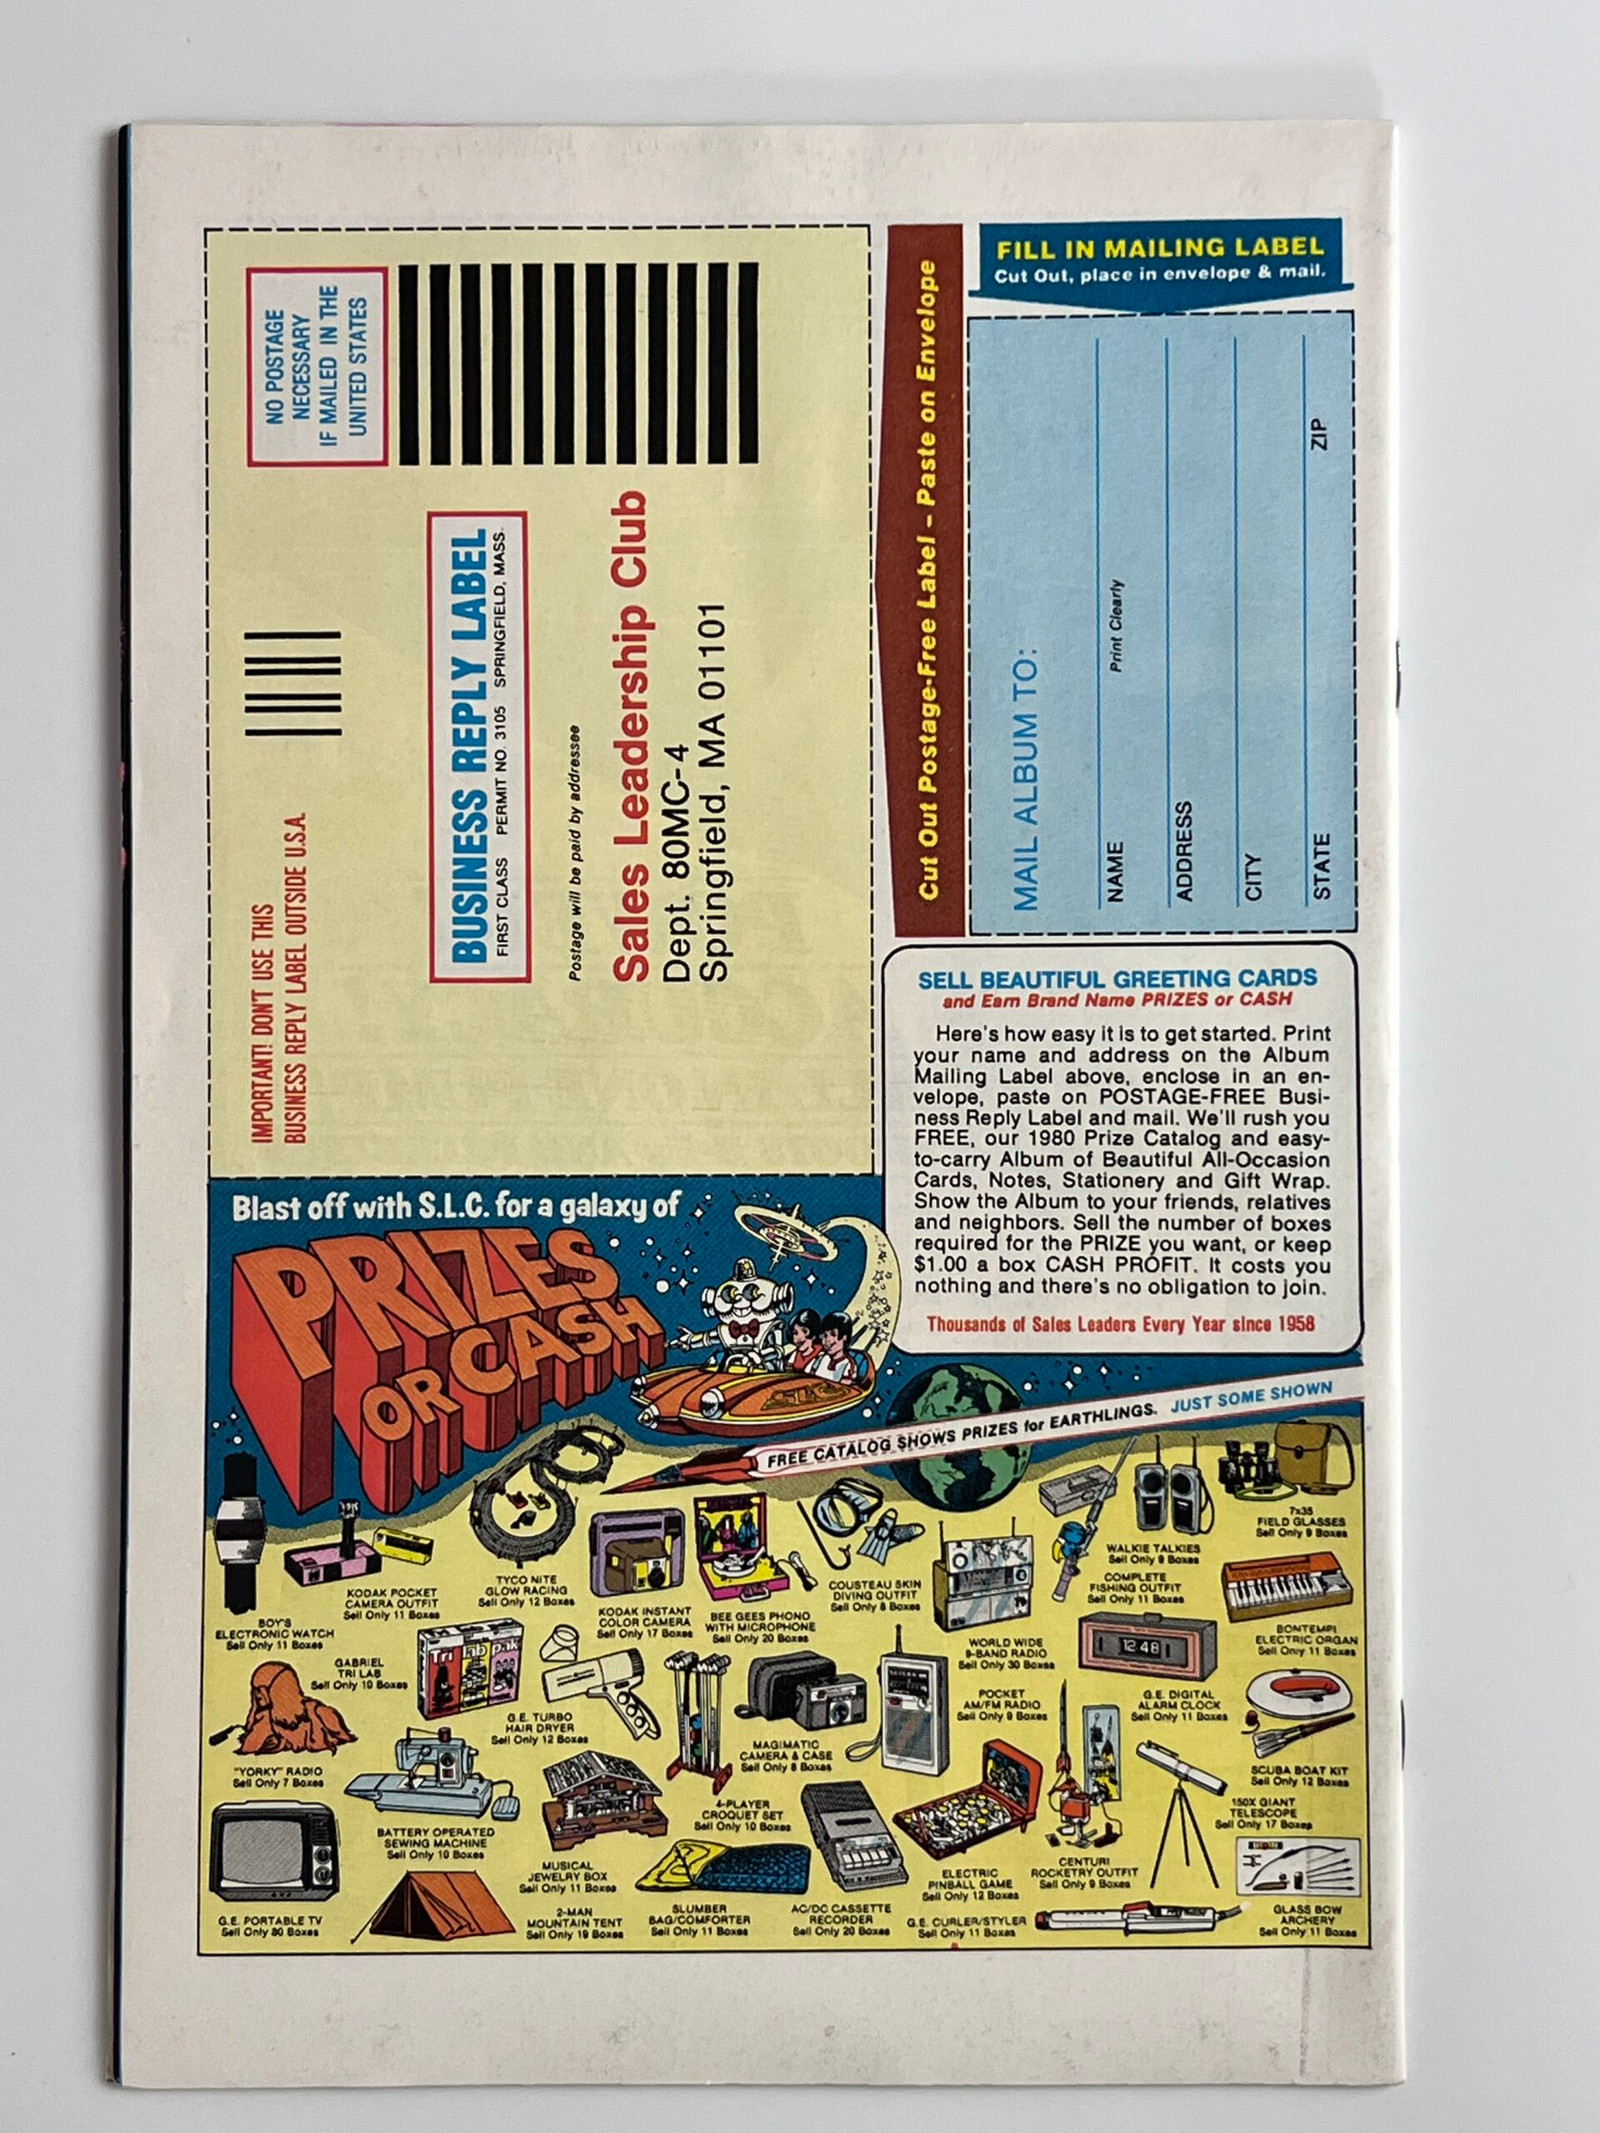 NO POSTAGE
NECESSARY
IF MAILED IN THE
UNITED STATES
IMPORTANT! DON'T USE THIS
BUSINESS REPLY LABEL OUTSIDE U.S.A.
BUSINESS REPLY LABEL
FIRST CLASS PERMIT NO. 3105 SPRINGFIELD, MASS.
Postage will be paid by addressee
Sales Leadership Club
Dept. 80MC-4
Springfield, MA 01101
Cut Out Postage-Free Label - Paste on Envelope
FILL IN MAILING LABEL
Cut Out, place in envelope & mail.
MAIL ALBUM TO:
NAME
Print Clearly
ADDRESS
CITY
STATE ZIP
SELL BEAUTIFUL GREETING CARDS
and Earn Brand Name PRIZES or CASH
Here's how easy it is to get started. Print
your name and address on the Album
Mailing Label above, enclose in an en-
velope, paste on POSTAGE-FREE Busi-
ness Reply Label and mail. We'll rush you
FREE, our 1980 Prize Catalog and easy-
to-carry Album of Beautiful All-Occasion
Cards, Notes, Stationery and Gift Wrap.
Show the Album to your friends, relatives
and neighbors. Sell the number of boxes
required for the PRIZE you want, or keep
$1.00 a box CASH PROFIT. It costs you
nothing and there's no obligation to join.
Thousands of Sales Leaders Every Year since 1958
Blast off with S.L.C. for a galaxy of
PRIZES
OR CASH
SLC
FREE CATALOG SHOWS PRIZES for EARTHLINGS. JUST SOME SHOWN
BOY'S
ELECTRONIC WATCH
Sell Only 11 Boxes
KODAK POCKET
CAMERA OUTFIT
Sell Only 11 Boxes
TYCO NITE
GLOW RACING
Sell Only 12 Boxes
KODAK INSTANT
COLOR CAMERA
Sell Only 17 Boxes
BEE GEES PHONO
WITH MICROPHONE
Sell Only 20 Boxes
COUSTEAU SKIN
DIVING OUTFIT
Sell Only 8 Boxes
WORLD WIDE
9-BAND RADIO
Sell Only 30 Boxes
COMPLETE
FISHING OUTFIT
Sell Only 11 Boxes
WALKIE TALKIES
Sell Only 9 Boxes
7x35
FIELD GLASSES
Sell Only 9 Boxes
BONTEMPI
ELECTRIC ORGAN
Sell Only 11 Boxes
GABRIEL
TRI LAB
Sell Only 10 Boxes
Tri lab pak
G.E. TURBO
HAIR DRYER
Sell Only 12 Boxes
MAGIMATIC
CAMERA & CASE
Sell Only 8 Boxes
POCKET
AM/FM RADIO
Sell Only 9 Boxes
12:48
G.E. DIGITAL
ALARM CLOCK
Sell Only 11 Boxes
SCUBA BOAT KIT
Sell Only 12 Boxes
"YORKY" RADIO
Sell Only 7 Boxes
BATTERY OPERATED
SEWING MACHINE
Sell Only 10 Boxes
MUSICAL
JEWELRY BOX
Sell Only 11 Boxes
4-PLAYER
CROQUET SET
Sell Only 10 Boxes
ELECTRIC
PINBALL GAME
Sell Only 12 Boxes
CENTURI
ROCKETRY OUTFIT
Sell Only 9 Boxes
150X GIANT
TELESCOPE
Sell Only 17 Boxes
G.E. PORTABLE TV
Sell Only 80 Boxes
2-MAN
MOUNTAIN TENT
Sell Only 19 Boxes
SLUMBER
BAG/COMFORTER
Sell Only 11 Boxes
AC/DC CASSETTE
RECORDER
Sell Only 20 Boxes
G.E. CURLER/STYLER
Sell Only 11 Boxes
GLASS BOW
ARCHERY
Sell Only 11 Boxes